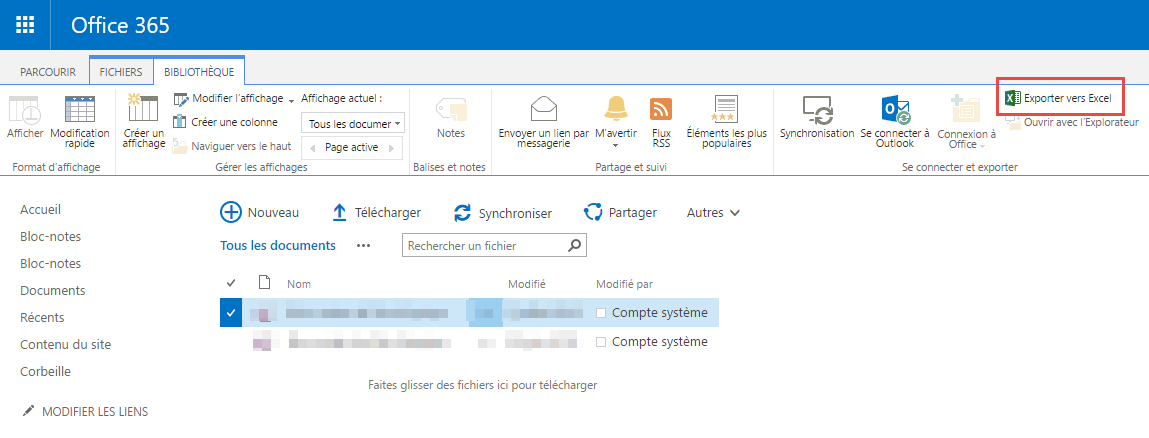 Office 365
PARCOURIR FICHIERS BIBLIOTHÈQUE
Afficher
Modification
rapide
Format d'affichage
Créer un
affichage
Modifier l'affichage
Créer une colonne
Naviguer vers le haut
Affichage actuel :
Tous les documer
Page active
Gérer les affichages
Notes
Balises et notes
Envoyer un lien par
messagerie
M'avertir
Flux
RSS
Éléments les plus
populaires
Partage et suivi
Synchronisation
Se connecter à
Outlook
Connexion à
Office
Exporter vers Excel
Ouvrir avec l'Explorateur
Se connecter et exporter
Accueil
Bloc-notes
Bloc-notes
Documents
Récents
Contenu du site
Corbeille
MODIFIER LES LIENS
Nouveau Télécharger Synchroniser Partager Autres
Tous les documents ••• Rechercher un fichier
Nom Modifié Modifié par
Compte système
Compte système
Faites glisser des fichiers ici pour télécharger